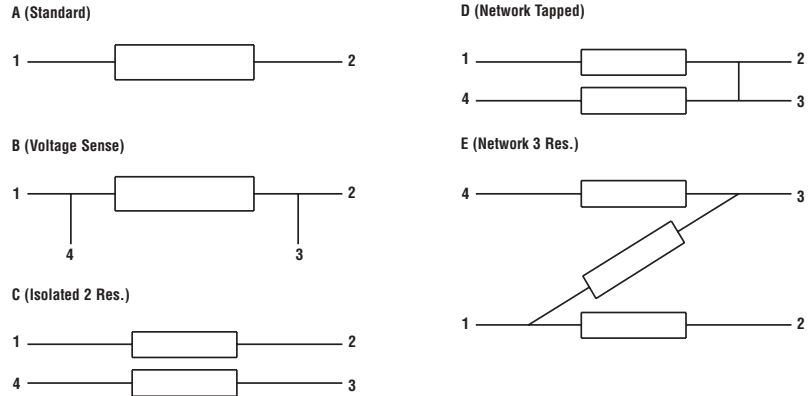 A (Standard)
1 2
B (Voltage Sense)
1 2
4 3
C (Isolated 2 Res.)
1 2
4 3
D (Network Tapped)
1 2
4 3
E (Network 3 Res.)
4 3
1 2